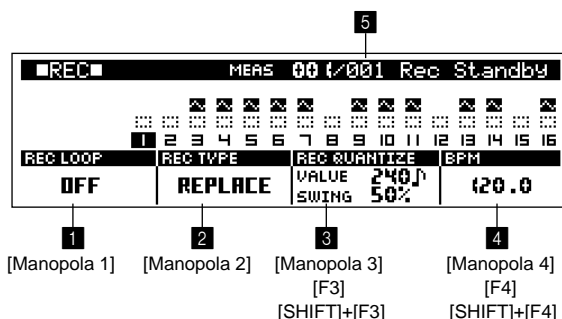 5
■REC■ MEAS 001/001 Rec Standby
1 2 3 4 5 6 7 8 9 10 11 12 13 14 15 16
REC LOOP REC TYPE REC QUANTIZE BPM
OFF REPLACE VALUE 240♪ 120.0
SWING 50%
1 2 3 4
[Manopola 1] [Manopola 2] [Manopola 3] [Manopola 4]
[F3] [F4]
[SHIFT]+[F3] [SHIFT]+[F4]